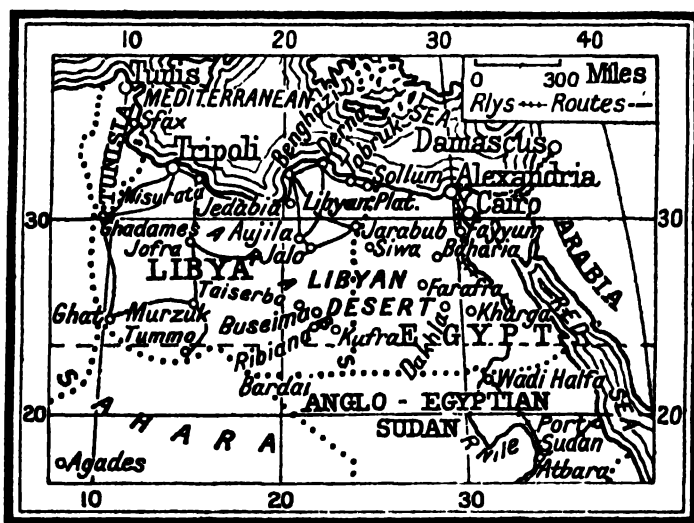 10 20 30 40
0 300 Miles
Rlys Routes
Tunis
MEDITERRANEAN SEA
Sfax
TUNISIA
Tripoli
Benghazi
Derna
Tobruk
Damascus
Sollum
Alexandria
Misurata
Jedabia
Libyan Plat.
Cairo
30
30
Ghadames
Aujila
Jarabub
Fayyum
ARABIA
Jofra
Jalo
Siwa
Baharia
LIBYA
LIBYAN
DESERT
Taiserbo
Farafra
Ghat
Murzuk
Buseima
Kharga
RED SEA
Tummo
Ribiana
Kufra
EGYPT
Dakhla
SAHARA
Bardai
Wadi Halfa
20
20
ANGLO-EGYPTIAN
SUDAN
R. Nile
Port
Sudan
Agades
Atbara
10 20 30